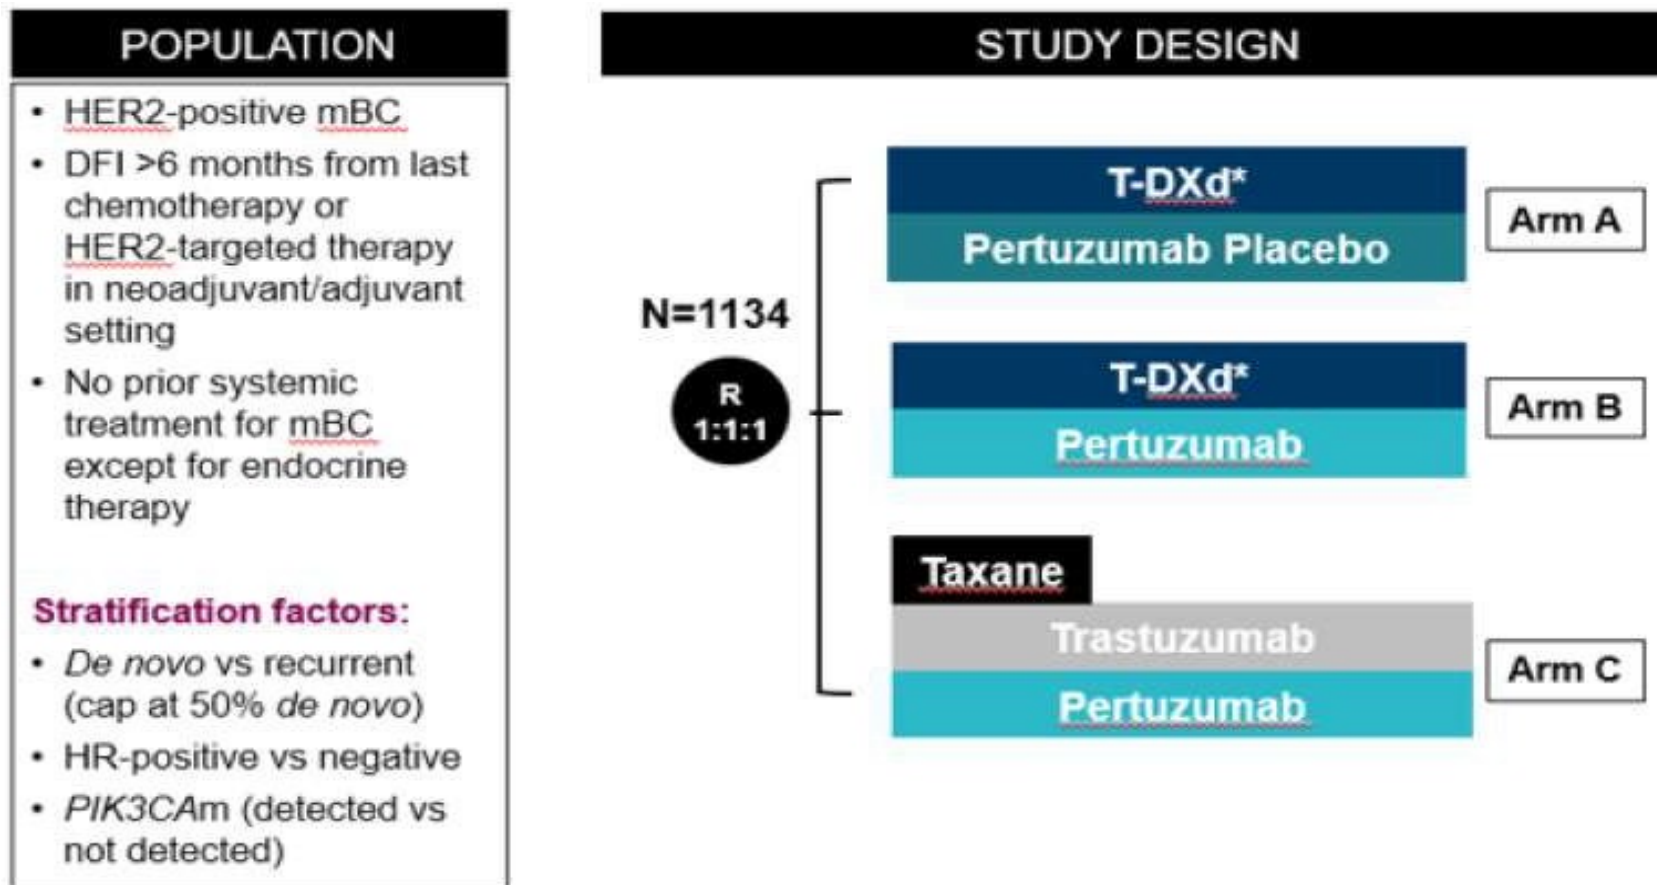 POPULATION
• HER2-positive mBC
• DFI >6 months from last
chemotherapy or
HER2-targeted therapy
in neoadjuvant/adjuvant
setting
• No prior systemic
treatment for mBC
except for endocrine
therapy
Stratification factors:
• De novo vs recurrent
(cap at 50% de novo)
• HR-positive vs negative
• PIK3CAm (detected vs
not detected)
STUDY DESIGN
N=1134
R
1:1:1
T-DXd*
Pertuzumab Placebo
Arm A
T-DXd*
Pertuzumab
Arm B
Taxane
Trastuzumab
Pertuzumab
Arm C